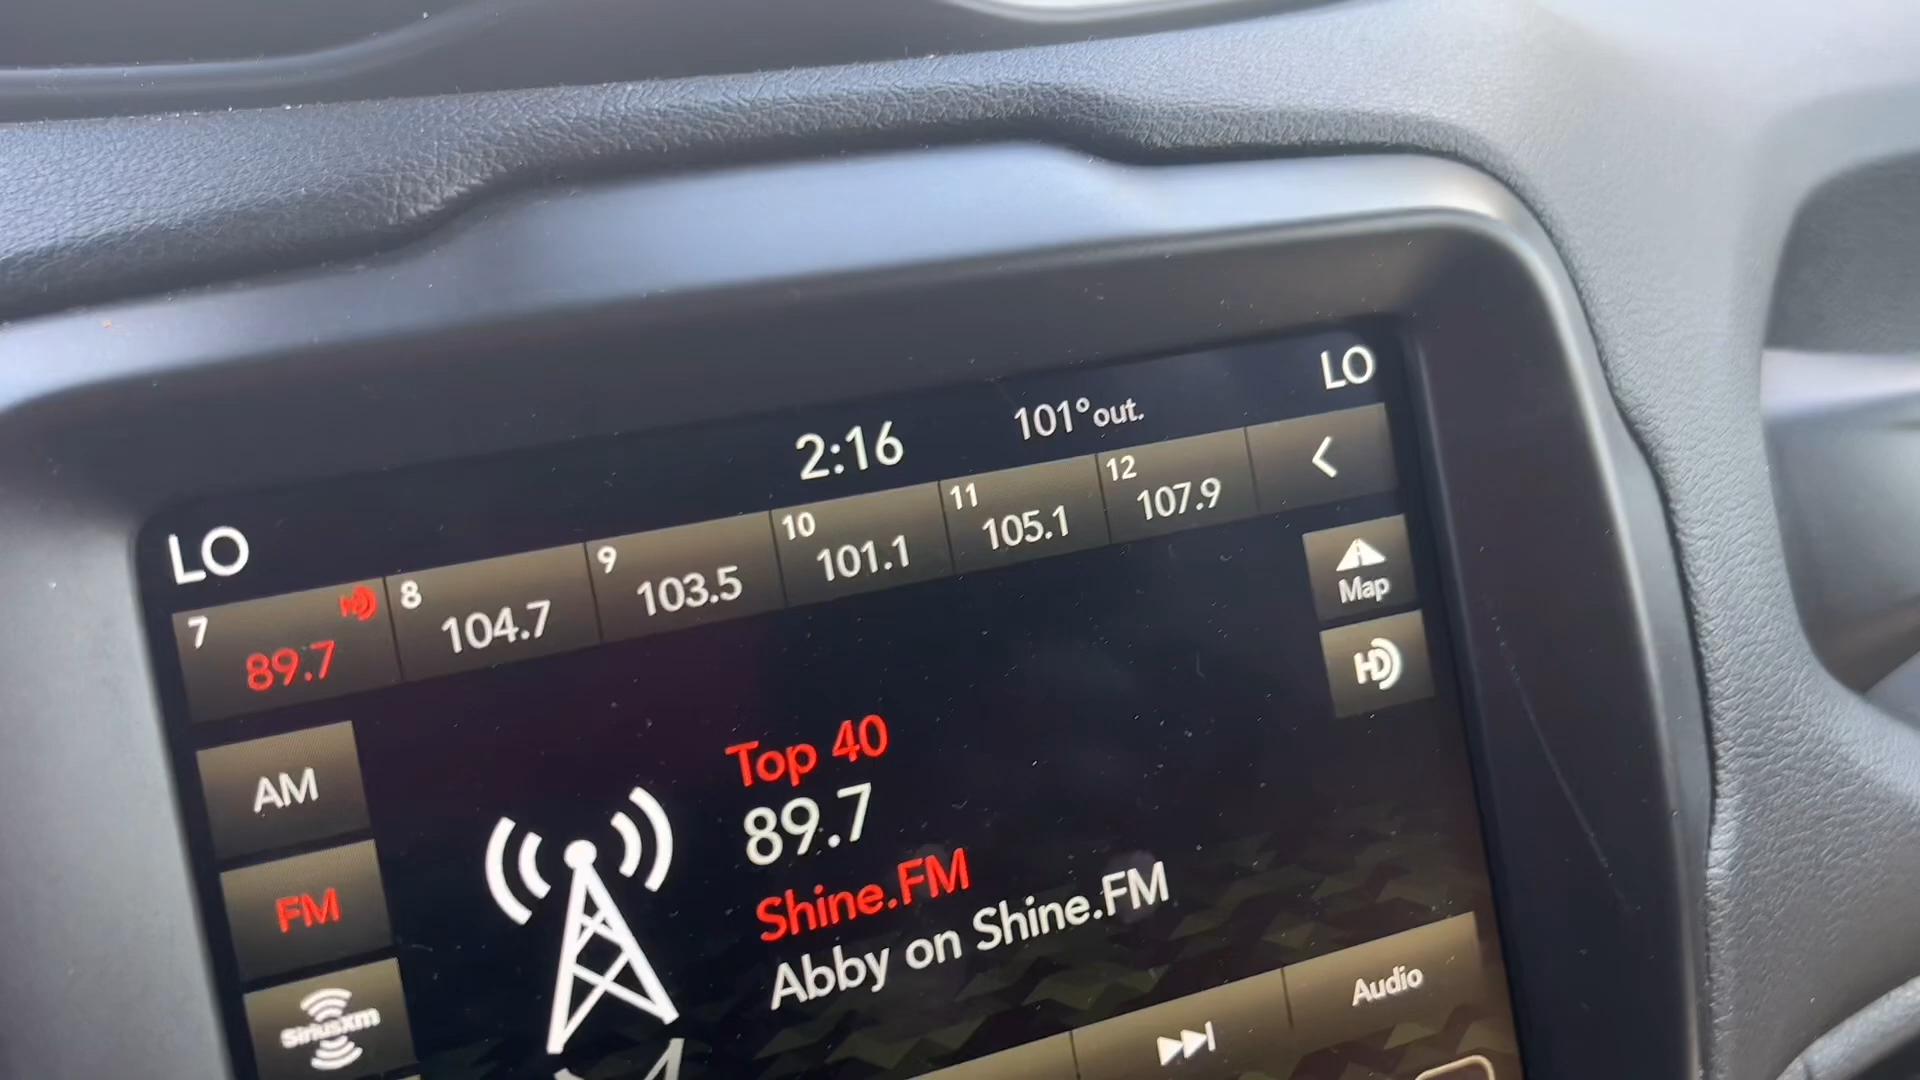 LO
2:16
101° out.
LO
7 HD 89.7
8 104.7
9 103.5
10 101.1
11 105.1
12 107.9
<
Map
HD
AM
FM
SiriusXM
Top 40
89.7
Shine.FM
Abby on Shine.FM
Audio